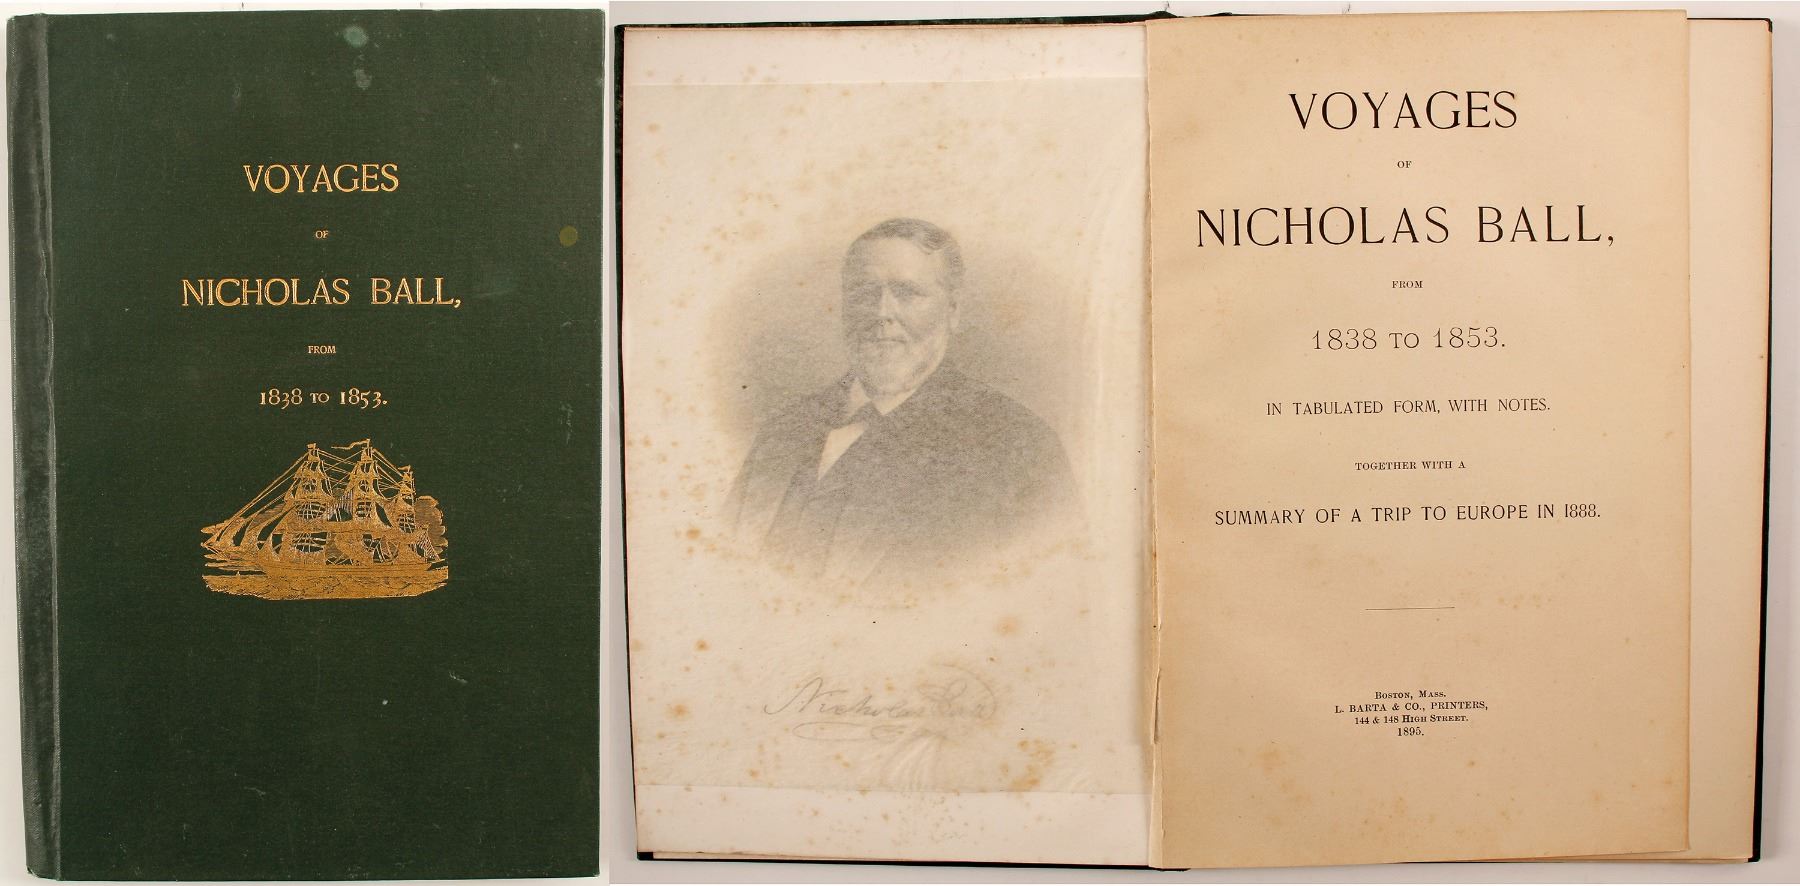 VOYAGES
OF
NICHOLAS BALL,
FROM
1838 TO 1853.
Nicholas Ball
VOYAGES
OF
NICHOLAS BALL,
FROM
1838 TO 1853.
IN TABULATED FORM, WITH NOTES.
TOGETHER WITH A
SUMMARY OF A TRIP TO EUROPE IN 1888.
BOSTON, MASS.
L. BARTA & CO., PRINTERS,
144 & 148 HIGH STREET.
1895.